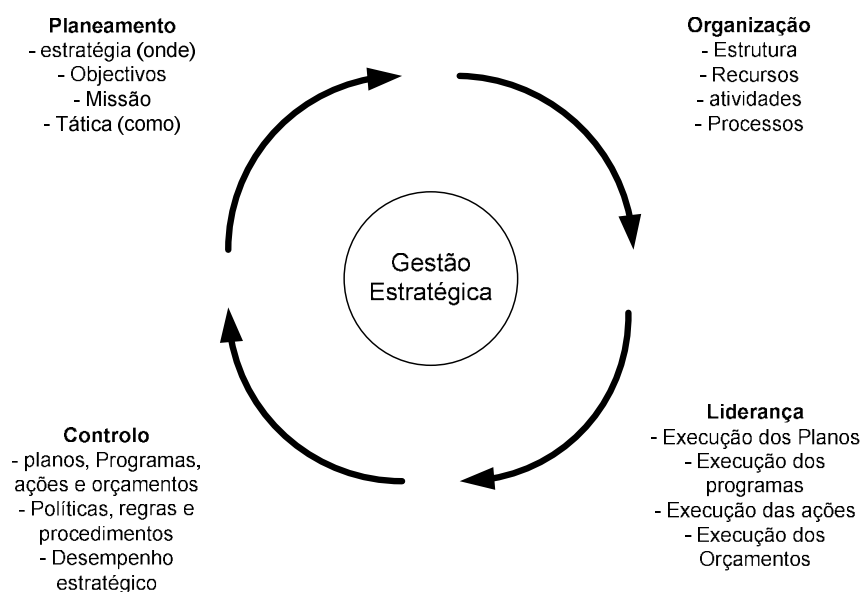 Planeamento
- estratégia (onde)
- Objectivos
- Missão
- Tática (como)
Organização
- Estrutura
- Recursos
- atividades
- Processos
Gestão
Estratégica
Liderança
- Execução dos Planos
- Execução dos
programas
- Execução das ações
- Execução dos
Orçamentos
Controlo
- planos, Programas,
ações e orçamentos
- Políticas, regras e
procedimentos
- Desempenho
estratégico